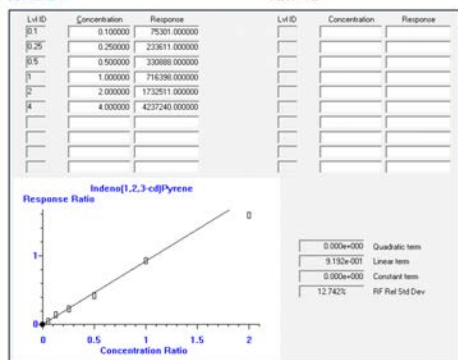 Lvl ID Concentration Response Lvl ID Concentration Response
0.1 0.100000 75301.000000
0.25 0.250000 233611.000000
0.5 0.500000 330888.000000
1 1.000000 716398.000000
2 2.000000 1732511.000000
4 4.000000 4237240.000000
Indeno(1,2,3-cd)Pyrene
Response Ratio
1
0
0 0.5 1 1.5 2
Concentration Ratio
0.000e+000 Quadratic term
9.192e-001 Linear term
0.000e+000 Constant term
12.742% RF Rel Std Dev